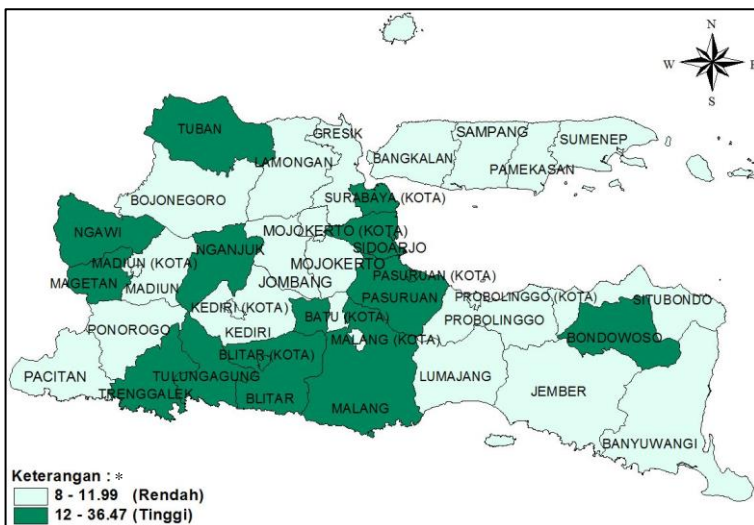 N
W
E
S
TUBAN
GRESIK
LAMONGAN
BANGKALAN
SAMPANG
SUMENEP
PAMEKASAN
BOJONEGORO
SURABAYA (KOTA)
NGAWI
NGANJUK
MOJOKERTO (KOTA)
SIDOARJO
MADIUN (KOTA)
MOJOKERTO
MAGETAN
MADIUN
JOMBANG
PASURUAN (KOTA)
KEDIRI (KOTA)
PASURUAN
PROBOLINGGO (KOTA)
SITUBONDO
PONOROGO
KEDIRI
BATU (KOTA)
PROBOLINGGO
BONDOWOSO
BLITAR (KOTA)
MALANG (KOTA)
PACITAN
TULUNGAGUNG
LUMAJANG
TRENGGALEK
BLITAR
MALANG
JEMBER
BANYUWANGI
Keterangan : *
8 - 11.99 (Rendah)
12 - 36.47 (Tinggi)